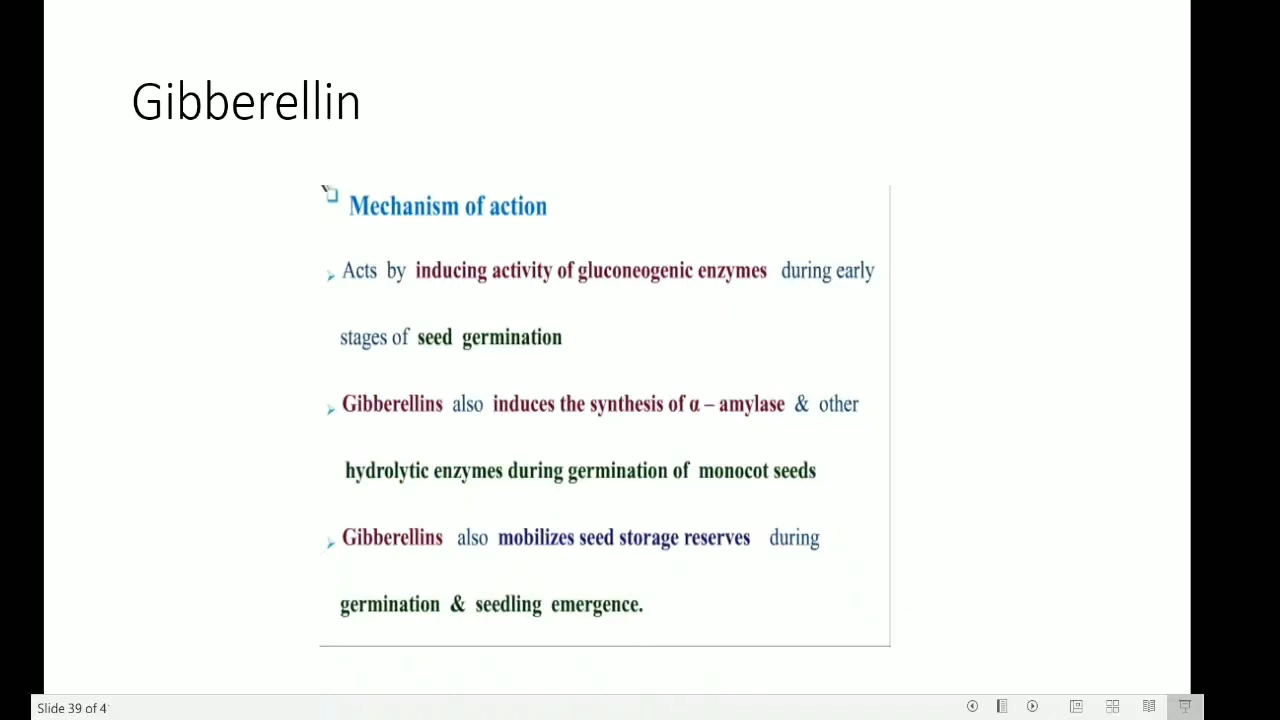 Gibberellin
Mechanism of action
Acts by inducing activity of gluconeogenic enzymes during early
stages of seed germination
Gibberellins also induces the synthesis of α – amylase & other
hydrolytic enzymes during germination of monocot seeds
Gibberellins also mobilizes seed storage reserves during
germination & seedling emergence.
Slide 39 of 4